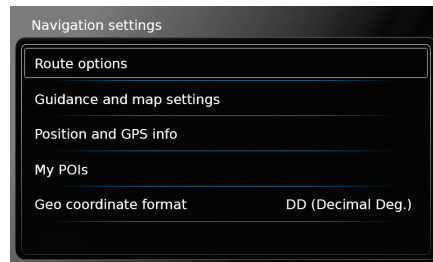 Navigation settings
Route options
Guidance and map settings
Position and GPS info
My POIs
Geo coordinate format DD (Decimal Deg.)